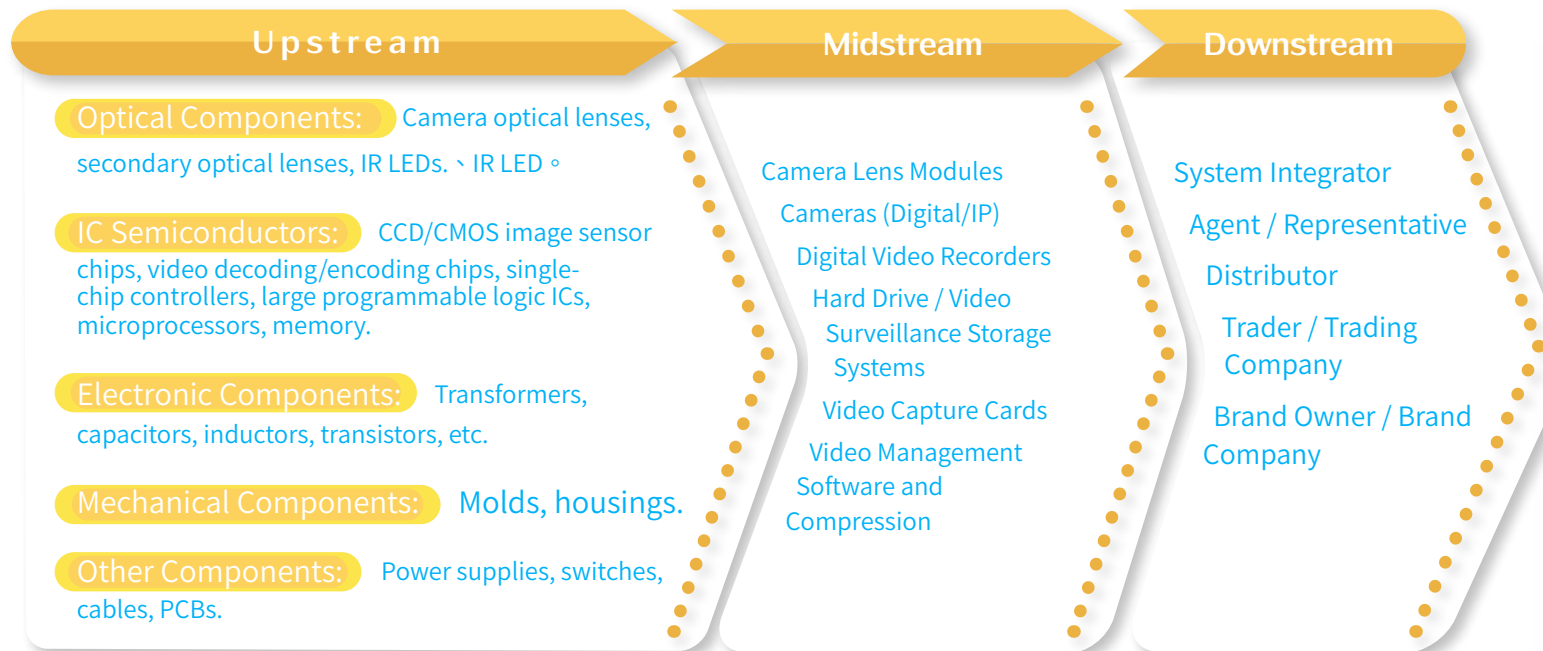 Upstream
Optical Components: Camera optical lenses,
secondary optical lenses, IR LEDs.、IR LED。
IC Semiconductors: CCD/CMOS image sensor
chips, video decoding/encoding chips, single-
chip controllers, large programmable logic ICs,
microprocessors, memory.
Electronic Components: Transformers,
capacitors, inductors, transistors, etc.
Mechanical Components: Molds, housings.
Other Components: Power supplies, switches,
cables, PCBs.
Midstream
Camera Lens Modules
Cameras (Digital/IP)
Digital Video Recorders
Hard Drive / Video
Surveillance Storage
Systems
Video Capture Cards
Video Management
Software and
Compression
Downstream
System Integrator
Agent / Representative
Distributor
Trader / Trading
Company
Brand Owner / Brand
Company